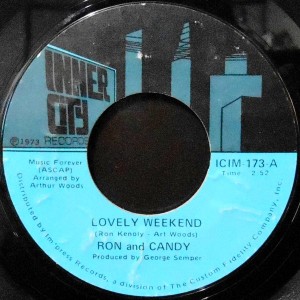 INNER
CITY
RECORDS
©1973
Music Forever
(ASCAP)
Arranged by
Arthur Woods
ICIM-173-A
Time: 2:52
LOVELY WEEKEND
(Ron Kenoly - Art Woods)
RON and CANDY
Produced by George Semper
Distributed by Im/press Records, a division of The Custom Fidelity Company, Inc.